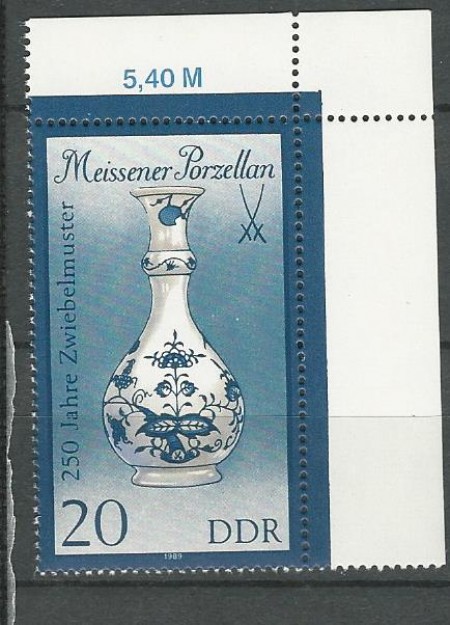 5,40 M
Meissener Porzellan
250 Jahre Zwiebelmuster
20
DDR
1989